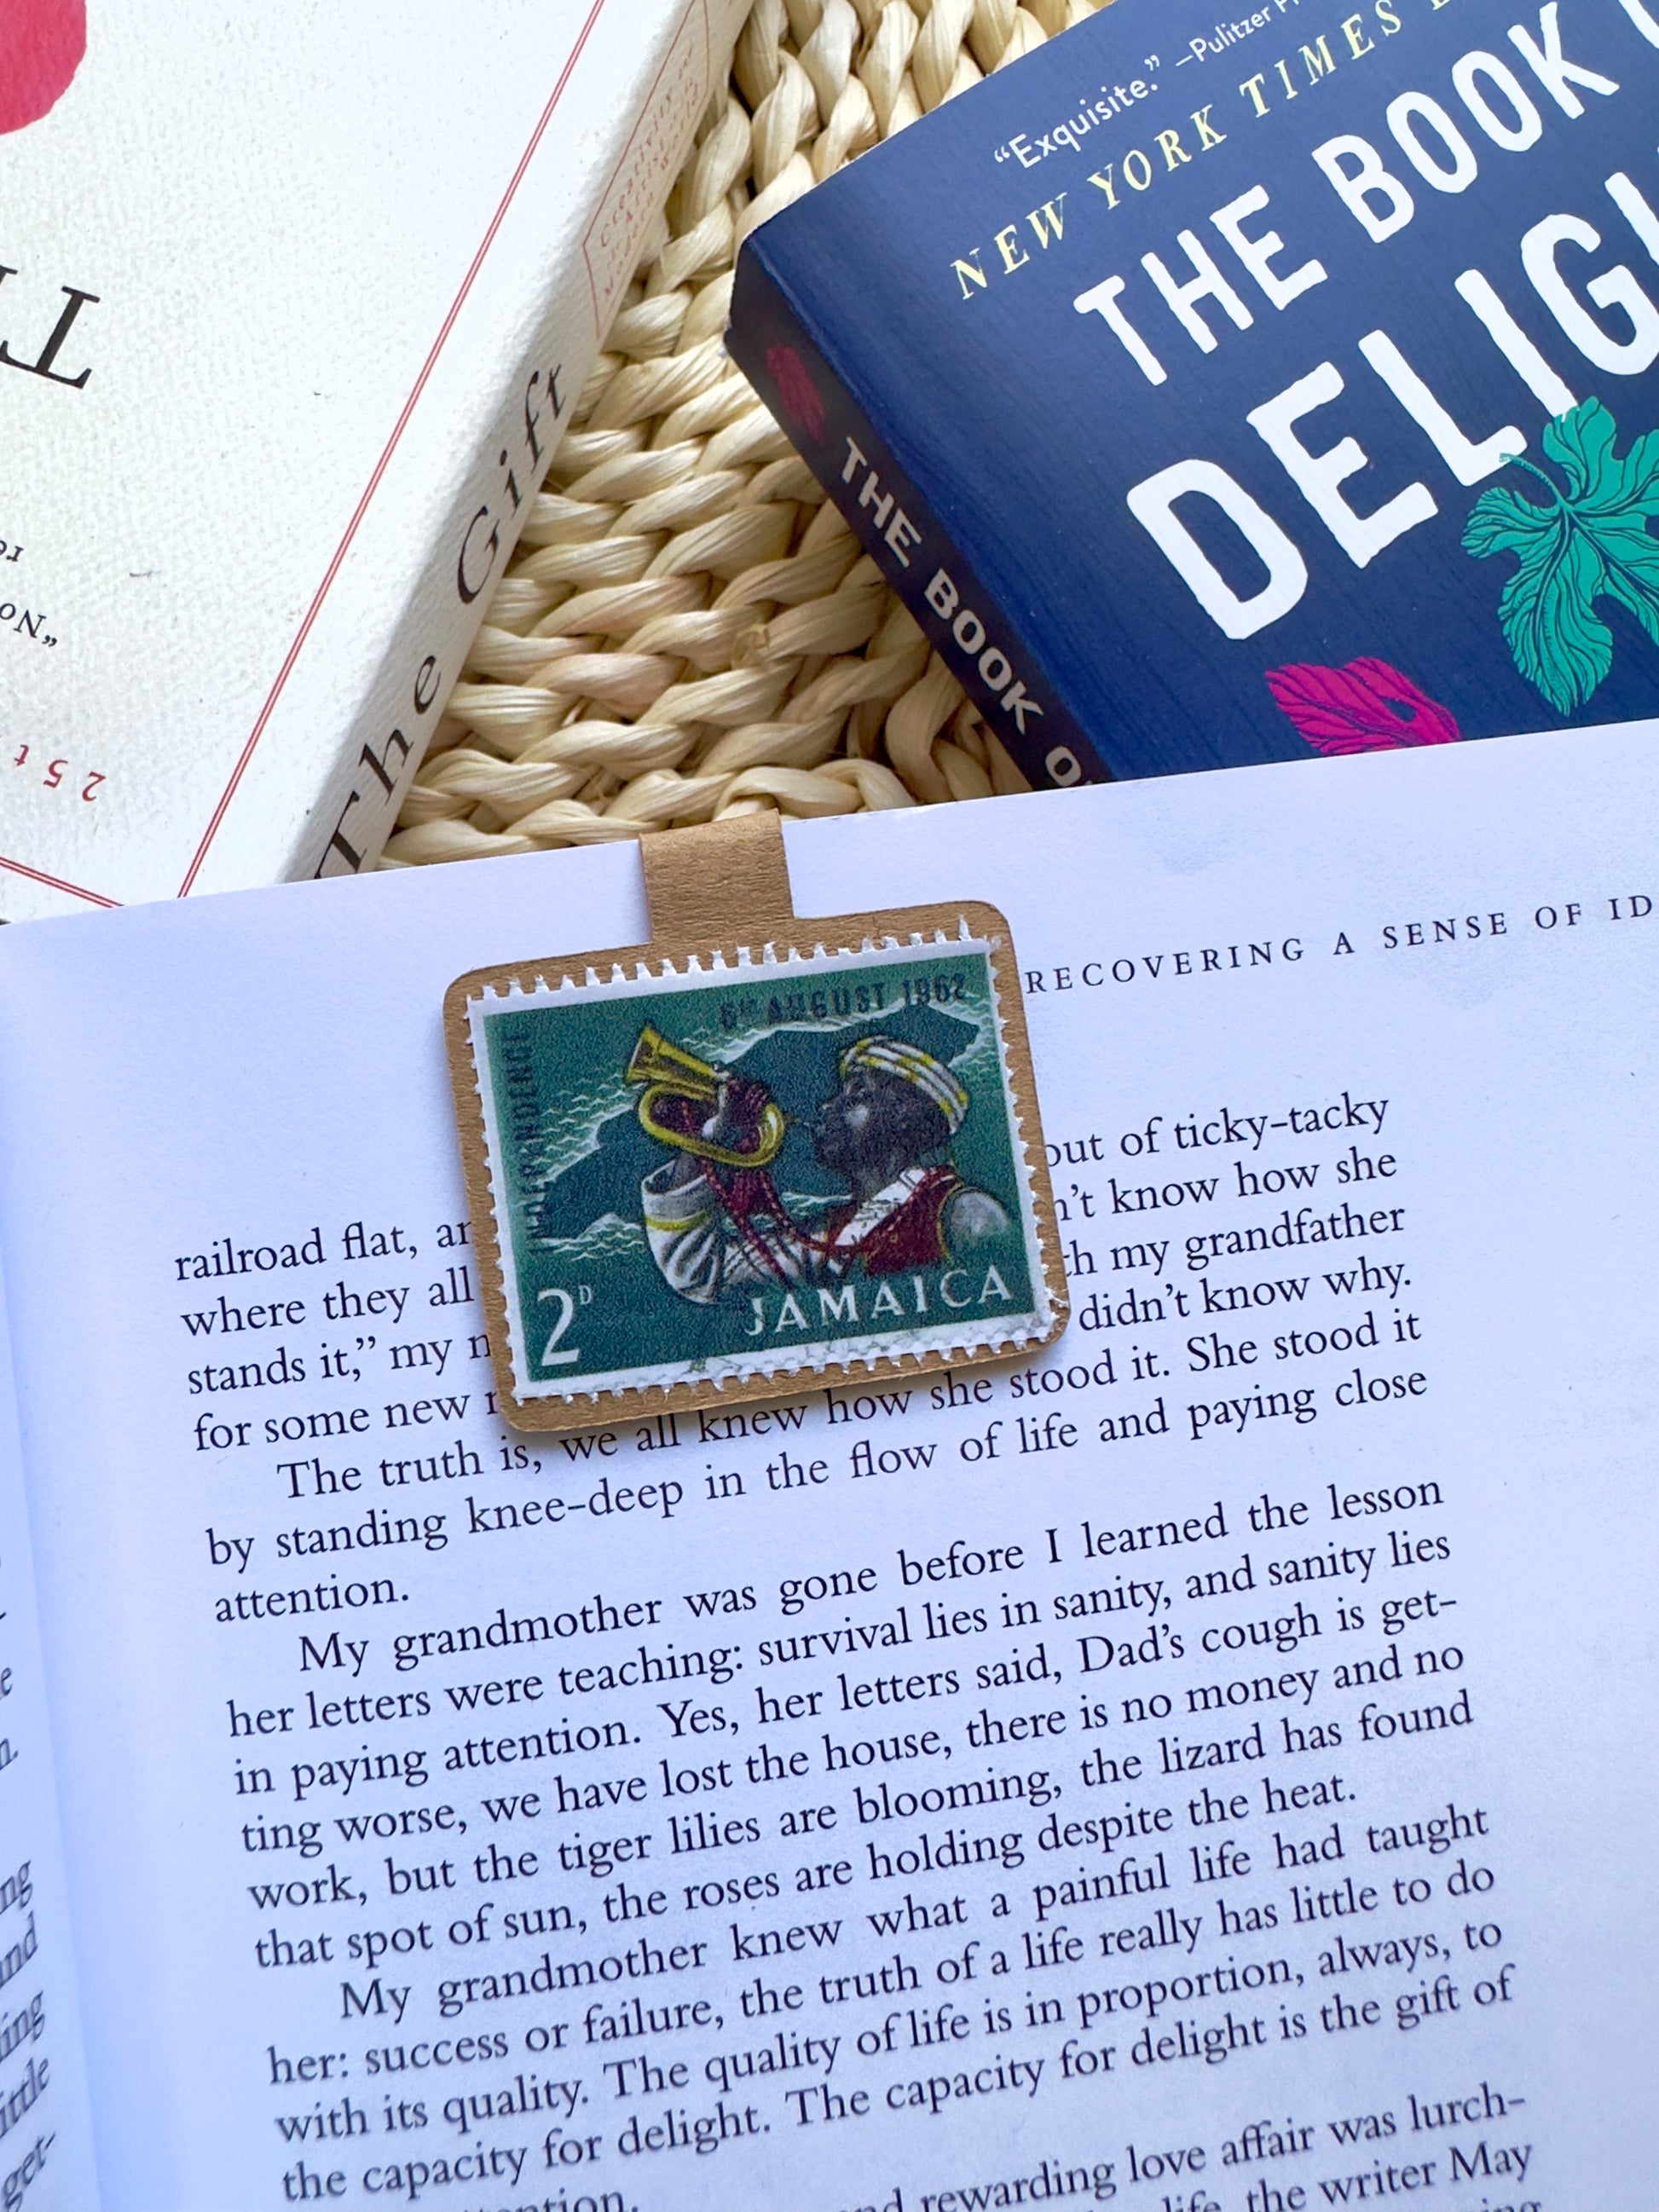 "Exquisite." –Pulitzer
NEW YORK TIMES
THE BOOK
DELIG
THE BOOK
The Gift
Creativity and
25t
"No
RECOVERING A SENSE OF ID
6TH AUGUST 1962
INDEPENDENCE
2D
JAMAICA
out of ticky-tacky
railroad flat, 't know how she
where they all my grandfather
stands it," my didn't know why.
for some new knew how she stood it. She stood it
The truth is, we all
by standing knee-deep in the flow of life and paying close
attention.
My grandmother was gone before I learned the lesson
her letters were teaching: survival lies in sanity, and sanity lies
in paying attention. Yes, her letters said, Dad's cough is get-
ting worse, we have lost the house, there is no money and no
work, but the tiger lilies are blooming, the lizard has found
that spot of sun, the roses are holding despite the heat.
My grandmother knew what a painful life had taught
her: success or failure, the truth of a life really has little to do
with its quality. The quality of life is in proportion, always, to
the capacity for delight. The capacity for delight is the gift of
rewarding love affair was lurch-
life, the writer May